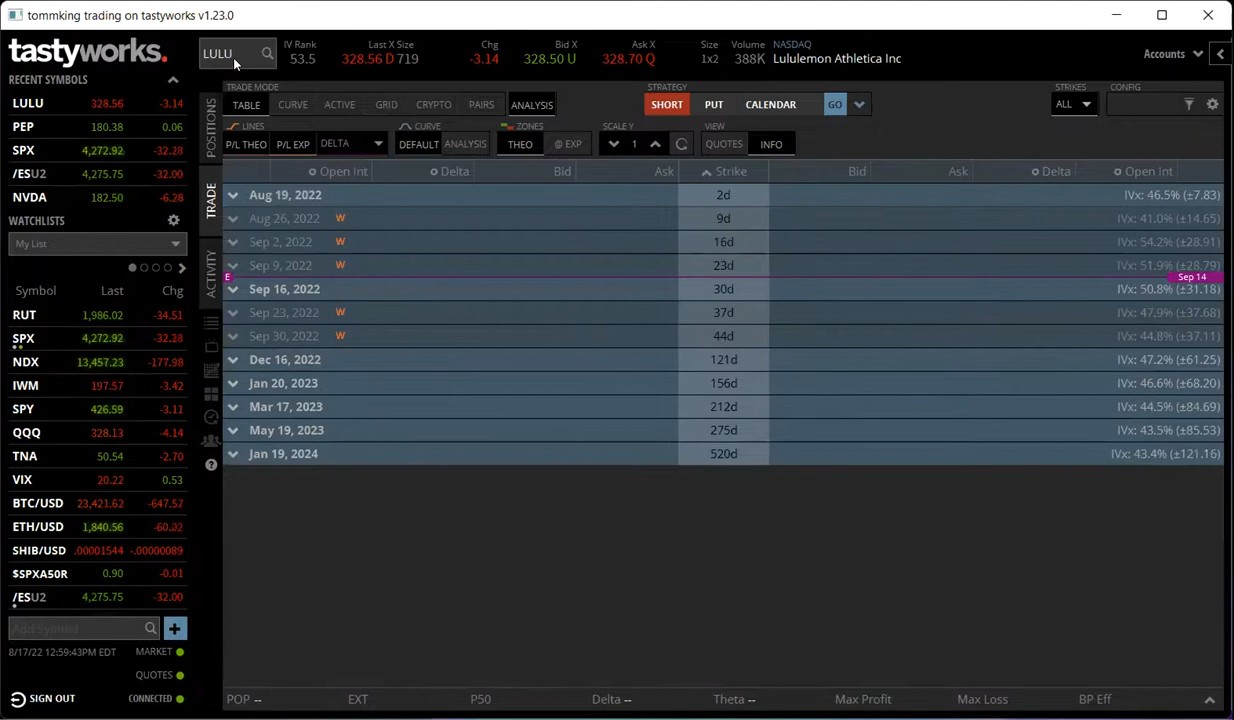 tommking trading on tastyworks v1.23.0
tastyworks.
LULU
IV Rank
53.5
Last X Size
328.56 D 719
Chg
-3.14
Bid X
328.50 U
Ask X
328.70 Q
Size
1x2
Volume
388K
NASDAQ
Lululemon Athletica Inc
Accounts
RECENT SYMBOLS
LULU 328.56 -3.14
PEP 180.38 0.06
SPX 4,272.92 -32.28
/ESU2 4,275.75 -32.00
NVDA 182.50 -6.28
WATCHLISTS
My List
Symbol Last Chg
RUT 1,986.02 -34.51
SPX 4,272.92 -32.28
NDX 13,457.23 -177.98
IWM 197.57 -3.42
SPY 426.59 -3.11
QQQ 328.13 -4.14
TNA 50.54 -2.70
VIX 20.22 0.53
BTC/USD 23,421.62 -647.57
ETH/USD 1,840.56 -60.02
SHIB/USD .00001544 -.00000089
$SPXA50R 0.90 -0.01
/ESU2 4,275.75 -32.00
Add Symbol
8/17/22 12:59:43PM EDT MARKET
QUOTES
SIGN OUT CONNECTED
POSITIONS
TRADE
ACTIVITY
TRADE MODE
TABLE CURVE ACTIVE GRID CRYPTO PAIRS ANALYSIS
STRATEGY
SHORT PUT CALENDAR GO
STRIKES
ALL
CONFIG
LINES
P/L THEO P/L EXP DELTA
CURVE
DEFAULT ANALYSIS
ZONES
THEO @ EXP
SCALE Y
1
VIEW
QUOTES INFO
Open Int Delta Bid Ask Strike Bid Ask Delta Open Int
Aug 19, 2022 2d IVx: 46.5% (±7.83)
Aug 26, 2022 W 9d IVx: 41.0% (±14.65)
Sep 2, 2022 W 16d IVx: 54.2% (±28.91)
Sep 9, 2022 W 23d IVx: 51.9% (±28.79)
E Sep 14
Sep 16, 2022 30d IVx: 50.8% (±31.18)
Sep 23, 2022 W 37d IVx: 47.9% (±37.68)
Sep 30, 2022 W 44d IVx: 44.8% (±37.11)
Dec 16, 2022 121d IVx: 47.2% (±61.25)
Jan 20, 2023 156d IVx: 46.6% (±68.20)
Mar 17, 2023 212d IVx: 44.5% (±84.69)
May 19, 2023 275d IVx: 43.5% (±85.53)
Jan 19, 2024 520d IVx: 43.4% (±121.16)
POP -- EXT P50 Delta -- Theta -- Max Profit Max Loss BP Eff